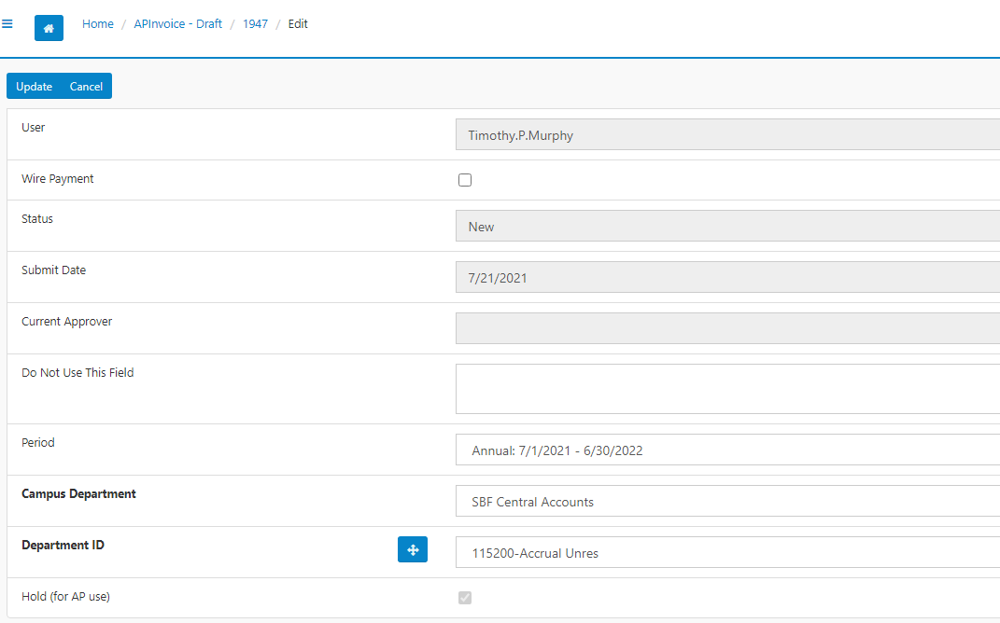 Home / APInvoice - Draft / 1947 / Edit
Update Cancel
User
Timothy.P.Murphy
Wire Payment
Status
New
Submit Date
7/21/2021
Current Approver
Do Not Use This Field
Period
Annual: 7/1/2021 - 6/30/2022
Campus Department
SBF Central Accounts
Department ID
115200-Accrual Unres
Hold (for AP use)